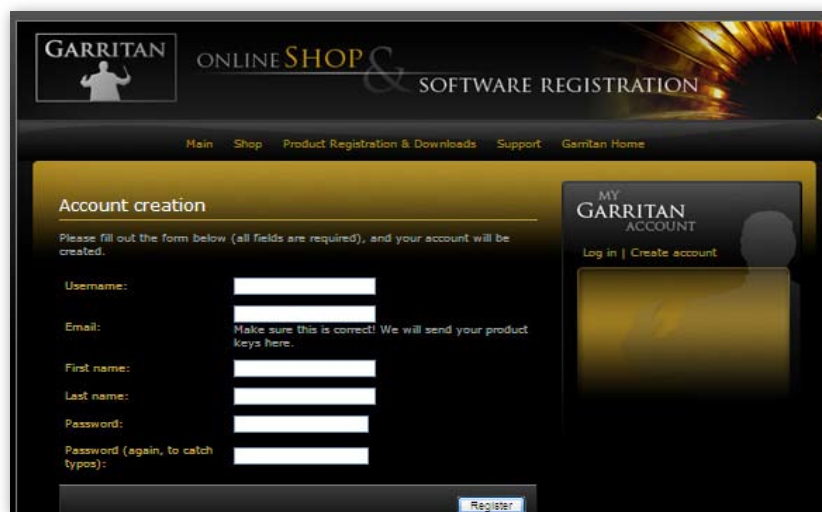 GARRITAN
ONLINE SHOP & SOFTWARE REGISTRATION
Main Shop Product Registration & Downloads Support Garritan Home
Account creation
Please fill out the form below (all fields are required), and your account will be
created.
Username:
Email:
Make sure this is correct! We will send your product
keys here.
First name:
Last name:
Password:
Password (again, to catch
typos):
Register
MY
GARRITAN
ACCOUNT
Log in | Create account